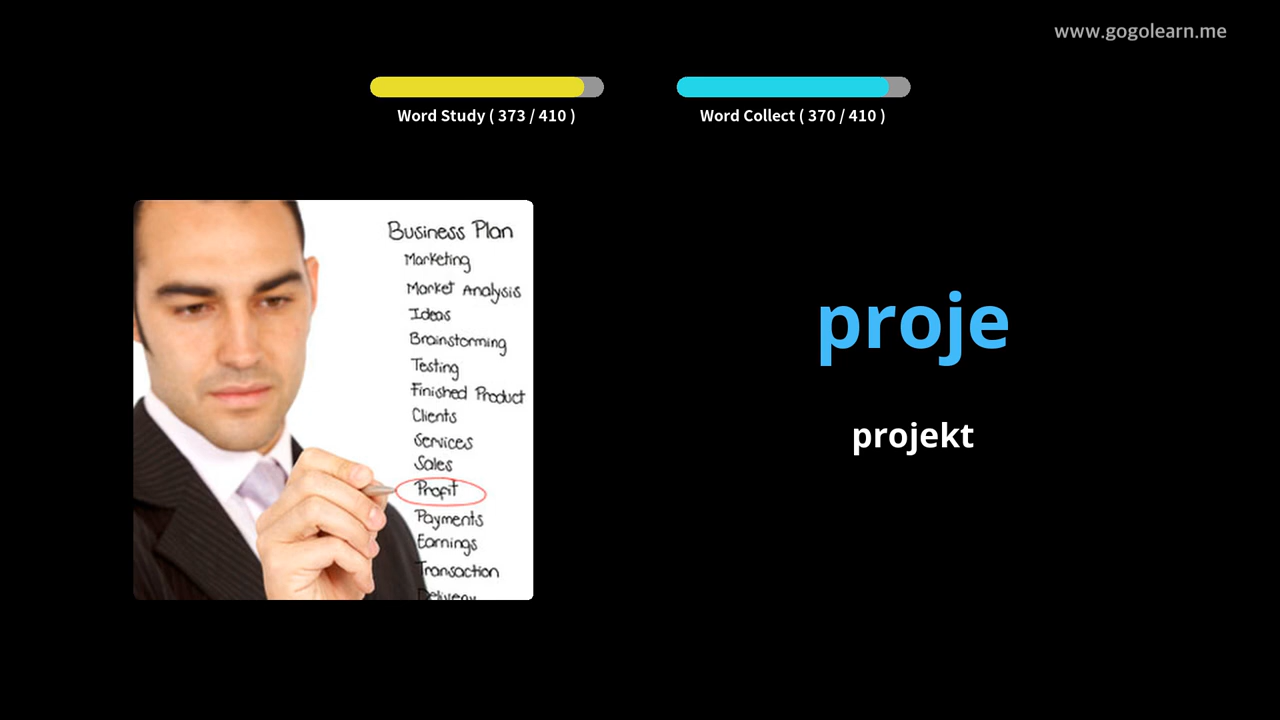 www.gogolearn.me
Word Study ( 373 / 410 )
Word Collect ( 370 / 410 )
Business Plan
Marketing
Market Analysis
Ideas
Brainstorming
Testing
Finished Product
Clients
Services
Sales
Profit
Payments
Earnings
Transaction
Delivery
proje
projekt